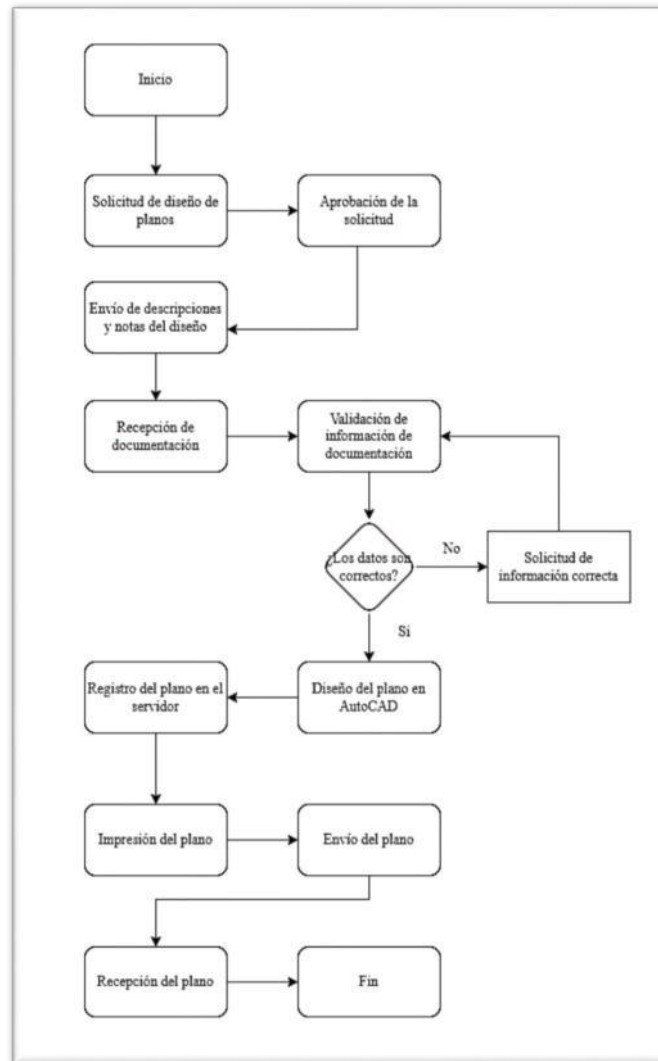 Inicio
Solicitud de diseño de
planos
Aprobación de la
solicitud
Envío de descripciones
y notas del diseño
Recepción de
documentación
Validación de
información de
documentación
¿Los datos son
correctos?
No
Solicitud de
información correcta
Si
Registro del plano en el
servidor
Diseño del plano en
AutoCAD
Impresión del plano
Envío del plano
Recepción del plano
Fin